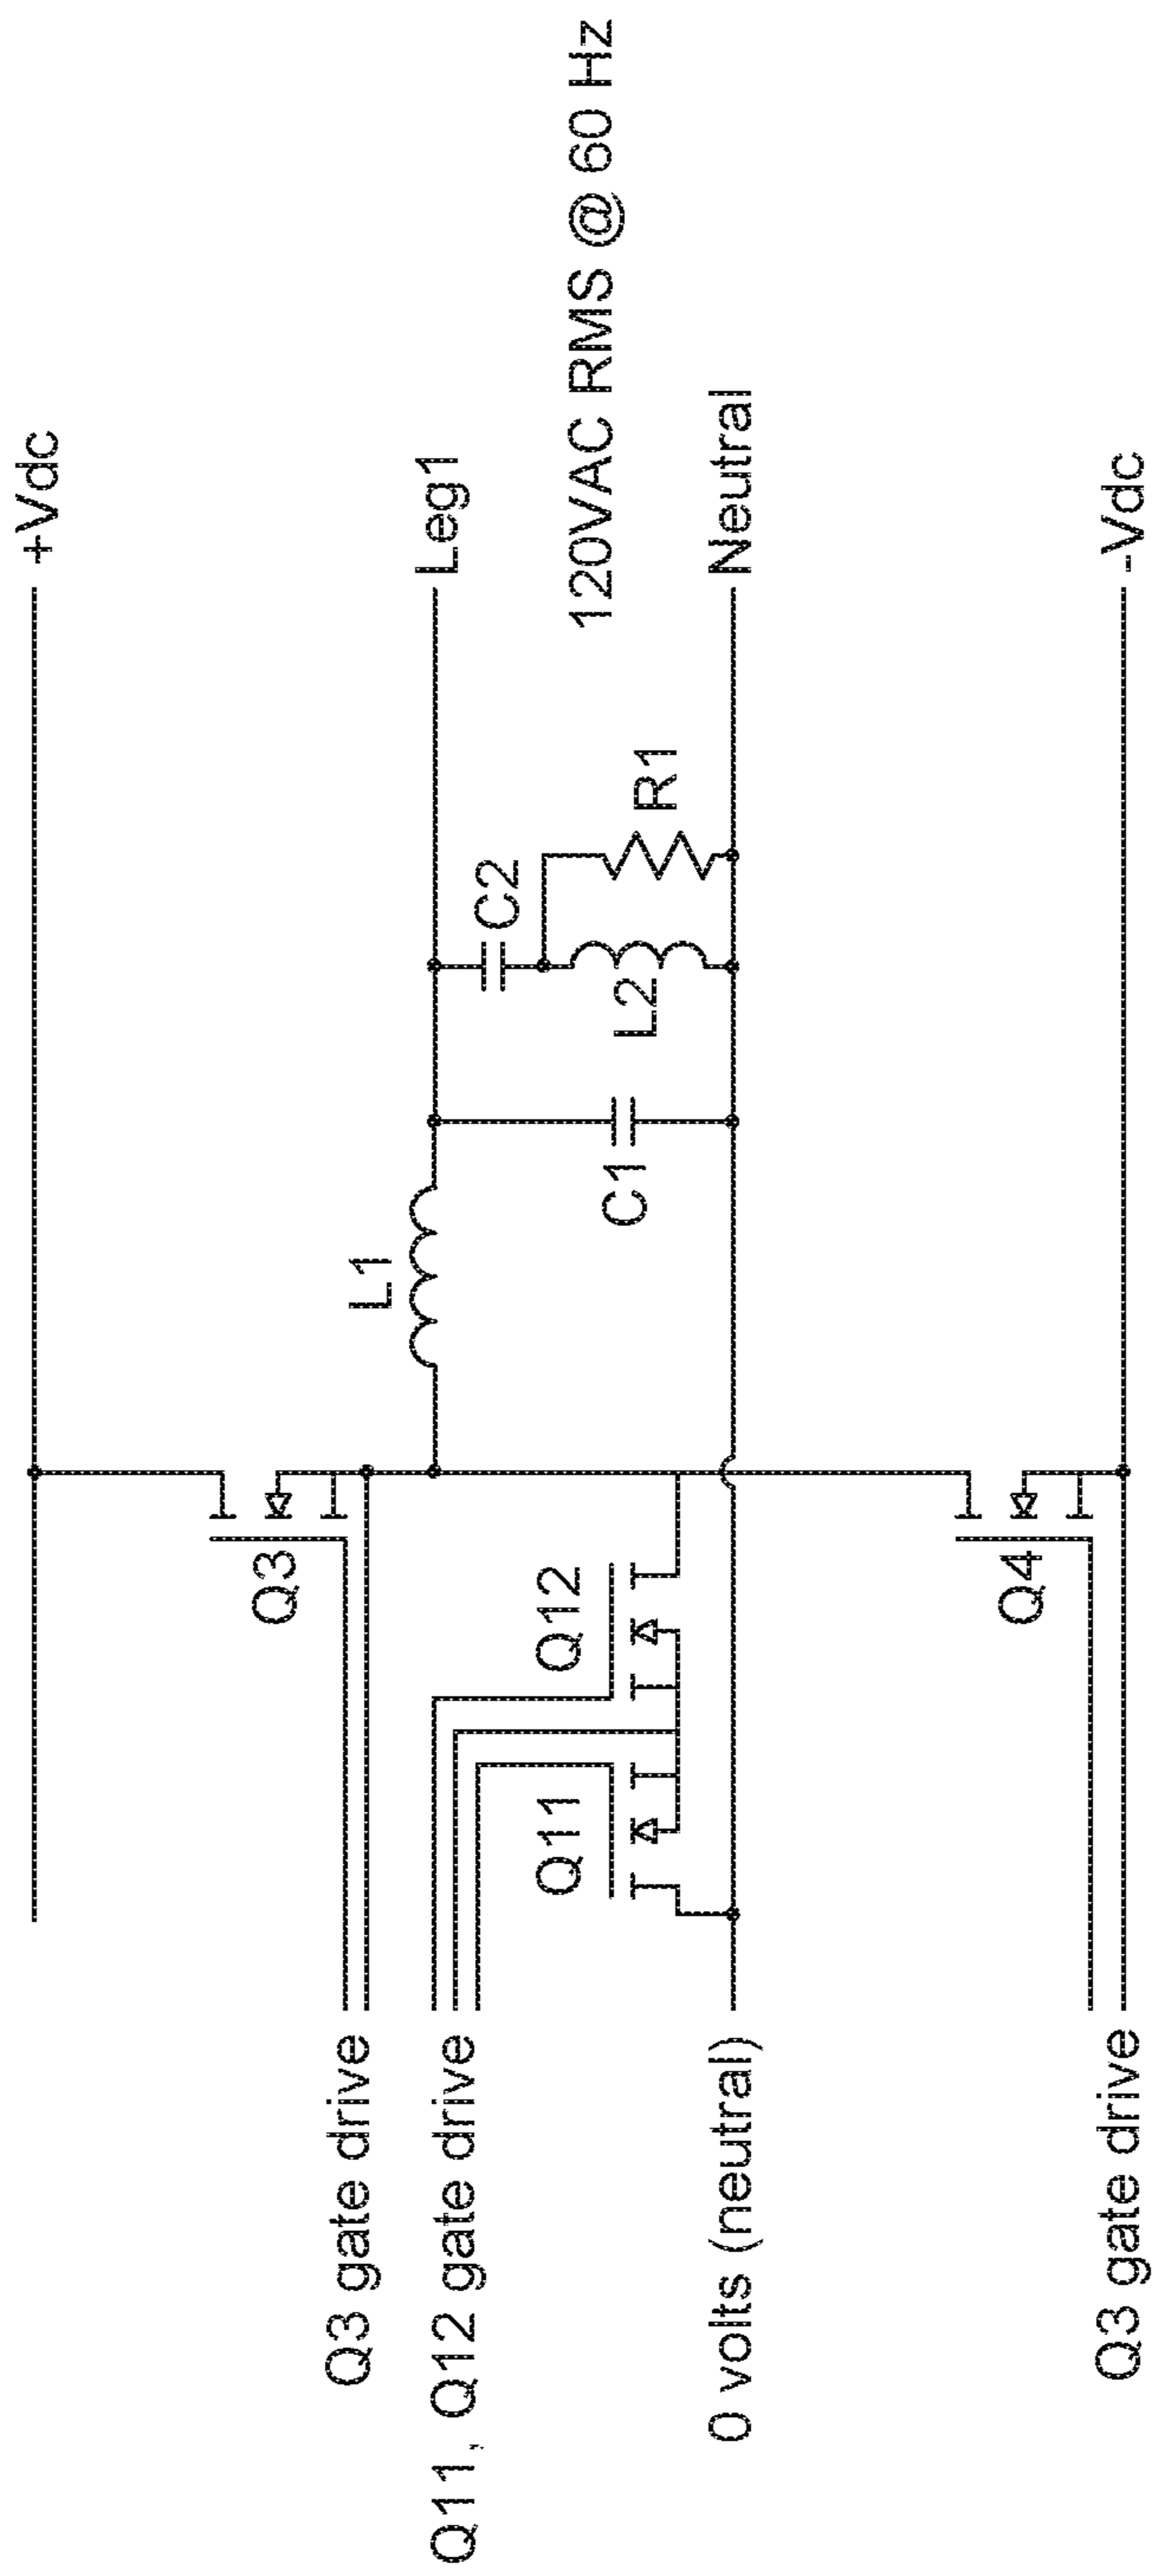 +Vdc
Q3
Q3 gate drive
L1
Leg1
Q11, Q12 gate drive
C2
Q11
Q12
120VAC RMS @ 60 Hz
C1
L2
R1
0 volts (neutral)
Neutral
Q4
Q3 gate drive
-Vdc